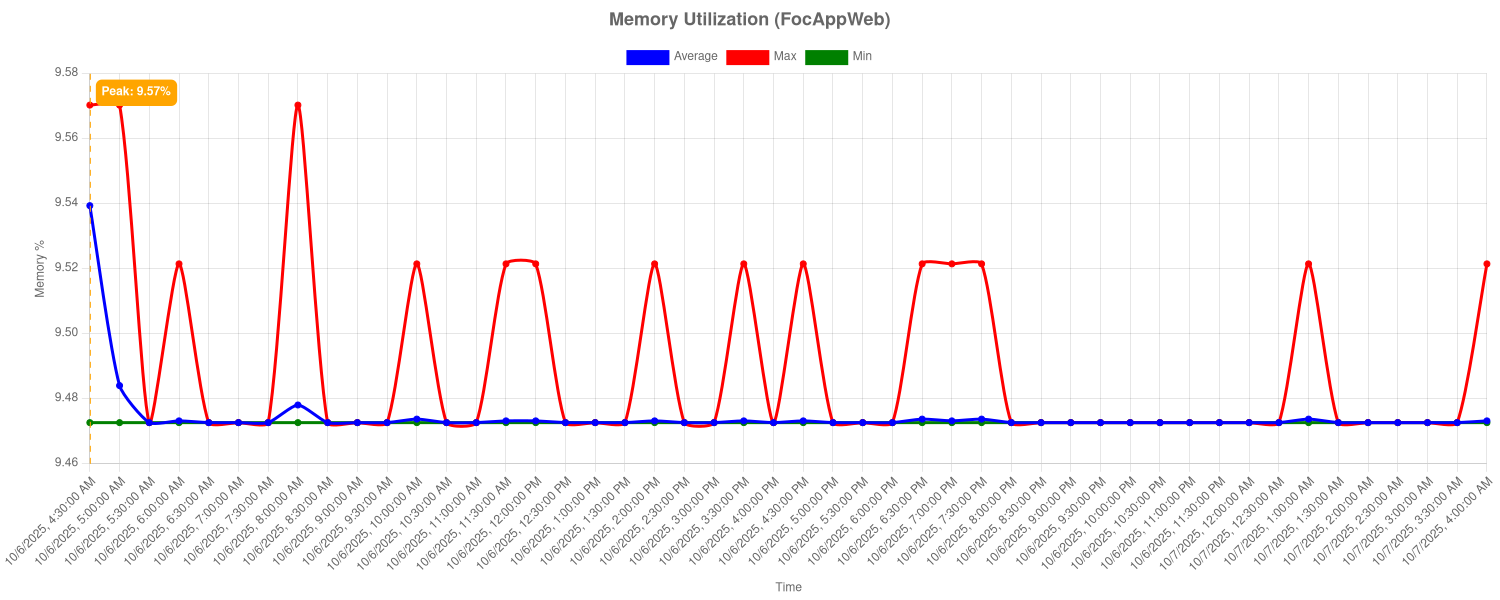 Memory Utilization (FocAppWeb)
Average Max Min
Peak: 9.57%
9.58
9.56
9.54
9.52
9.50
9.48
9.46
Memory %
10/6/2025, 4:30:00 AM
10/6/2025, 5:00:00 AM
10/6/2025, 5:30:00 AM
10/6/2025, 6:00:00 AM
10/6/2025, 6:30:00 AM
10/6/2025, 7:00:00 AM
10/6/2025, 7:30:00 AM
10/6/2025, 8:00:00 AM
10/6/2025, 8:30:00 AM
10/6/2025, 9:00:00 AM
10/6/2025, 9:30:00 AM
10/6/2025, 10:00:00 AM
10/6/2025, 10:30:00 AM
10/6/2025, 11:00:00 AM
10/6/2025, 11:30:00 AM
10/6/2025, 12:00:00 PM
10/6/2025, 12:30:00 PM
10/6/2025, 1:00:00 PM
10/6/2025, 1:30:00 PM
10/6/2025, 2:00:00 PM
10/6/2025, 2:30:00 PM
10/6/2025, 3:00:00 PM
10/6/2025, 3:30:00 PM
10/6/2025, 4:00:00 PM
10/6/2025, 4:30:00 PM
10/6/2025, 5:00:00 PM
10/6/2025, 5:30:00 PM
10/6/2025, 6:00:00 PM
10/6/2025, 6:30:00 PM
10/6/2025, 7:00:00 PM
10/6/2025, 7:30:00 PM
10/6/2025, 8:00:00 PM
10/6/2025, 8:30:00 PM
10/6/2025, 9:00:00 PM
10/6/2025, 9:30:00 PM
10/6/2025, 10:00:00 PM
10/6/2025, 10:30:00 PM
10/6/2025, 11:00:00 PM
10/6/2025, 11:30:00 PM
10/7/2025, 12:00:00 AM
10/7/2025, 12:30:00 AM
10/7/2025, 1:00:00 AM
10/7/2025, 1:30:00 AM
10/7/2025, 2:00:00 AM
10/7/2025, 2:30:00 AM
10/7/2025, 3:00:00 AM
10/7/2025, 3:30:00 AM
10/7/2025, 4:00:00 AM
Time